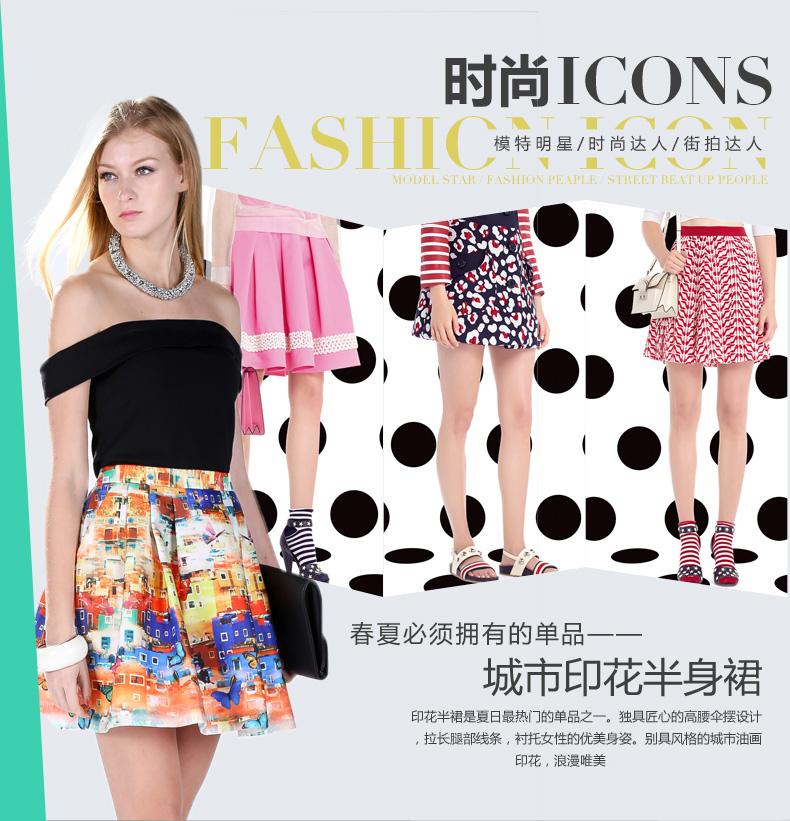 时尚ICONS
FASHION ICON
模特明星/时尚达人/街拍达人
MODEL STAR / FASHION PEAPLE / STREET BEAT UP PEOPLE
春夏必须拥有的单品——
城市印花半身裙
印花半裙是夏日最热门的单品之一。独具匠心的高腰伞摆设计
，拉长腿部线条，衬托女性的优美身姿。别具风格的城市油画
印花，浪漫唯美